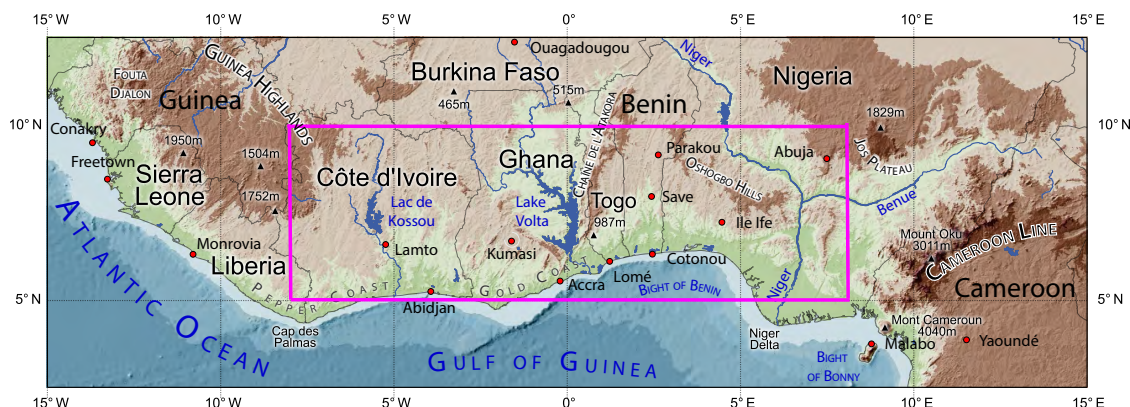 15° W
10° W
5° W
0°
5° E
10° E
15° E
Ouagadougou
Niger
Guinea Highlands
Burkina Faso
Nigeria
Fouta
Djalon
465m
515m
Guinea
Benin
Chaîne de l'Atakora
1829m
10° N
10° N
Conakry
1950m
1504m
Parakou
Abuja
Jos Plateau
Freetown
Sierra
Leone
Côte d'Ivoire
Ghana
Oshogbo Hills
1752m
Lac de
Kossou
Lake
Volta
Togo
987m
Save
Benue
Atlantic Ocean
Ile Ife
Mount Oku
3011m
Cameroon Line
Monrovia
Lamto
Kumasi
Cotonou
Liberia
Lomé
Accra
Bight of Benin
Niger
Cameroon
Pepper Coast
Gold Coast
5° N
5° N
Abidjan
Cap des
Palmas
Niger
Delta
Mont Cameroun
4040m
Malabo
Yaoundé
Gulf of Guinea
Bight
of Bonny
15° W
10° W
5° W
0°
5° E
10° E
15° E